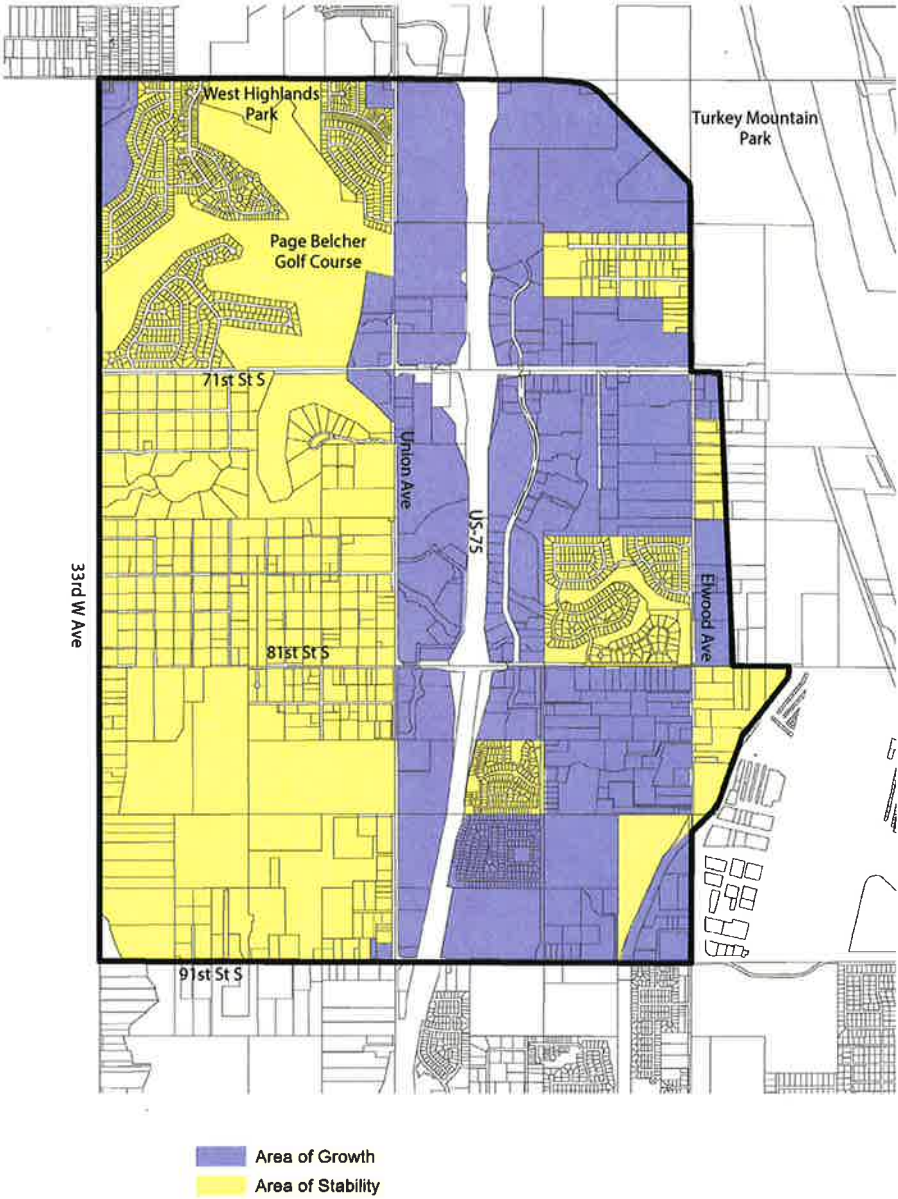 West Highlands
Park
Turkey Mountain
Park
Page Belcher
Golf Course
71st St S
Union Ave
US-75
33rd W Ave
Elwood Ave
81st St S
91st St S
Area of Growth
Area of Stability